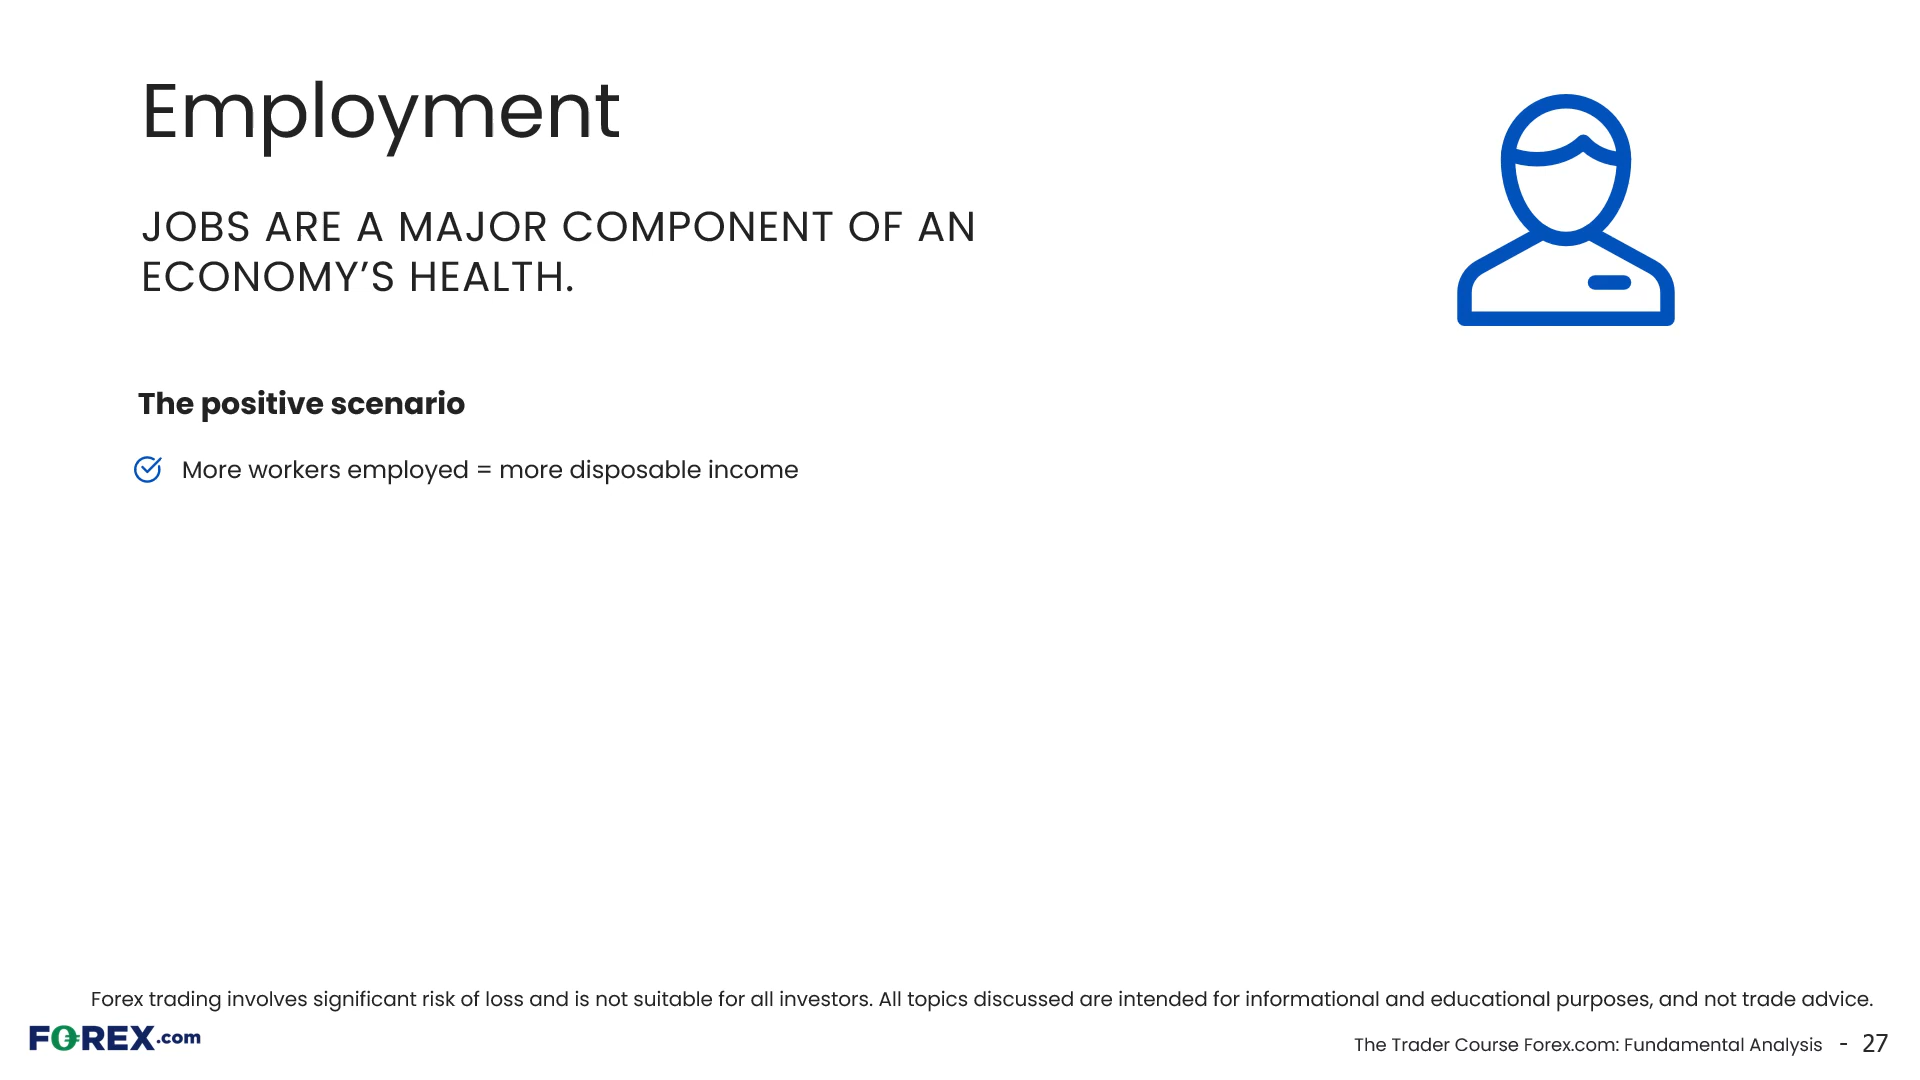 Employment
JOBS ARE A MAJOR COMPONENT OF AN
ECONOMY’S HEALTH.
The positive scenario
More workers employed = more disposable income
Forex trading involves significant risk of loss and is not suitable for all investors. All topics discussed are intended for informational and educational purposes, and not trade advice.
FOREX.com
The Trader Course Forex.com: Fundamental Analysis - 27